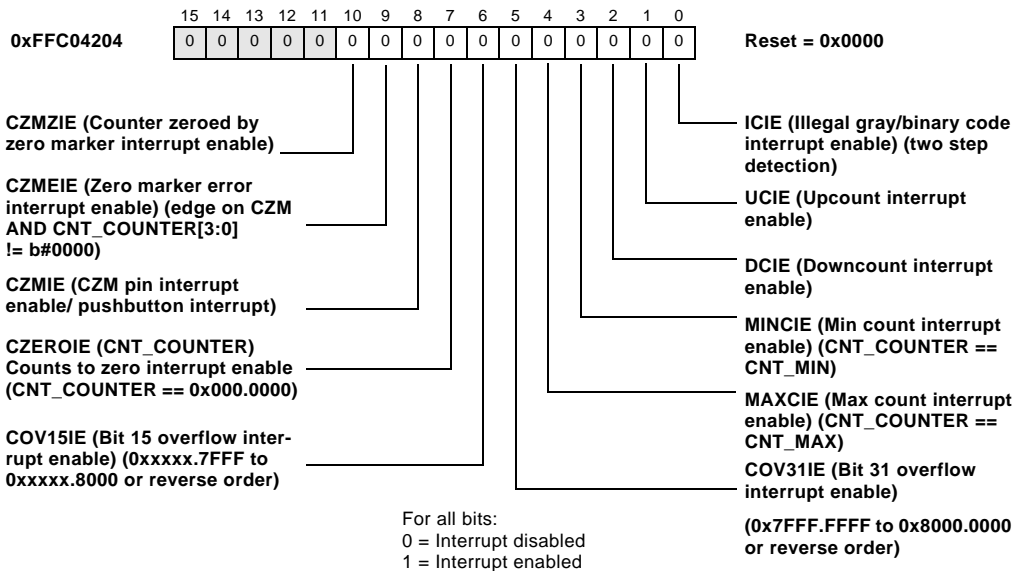 15 14 13 12 11 10 9 8 7 6 5 4 3 2 1 0
0xFFC04204
0 0 0 0 0 0 0 0 0 0 0 0 0 0 0 0
Reset = 0x0000
CZMZIE (Counter zeroed by
zero marker interrupt enable)
CZMEIE (Zero marker error
interrupt enable) (edge on CZM
AND CNT_COUNTER[3:0]
!= b#0000)
CZMIE (CZM pin interrupt
enable/ pushbutton interrupt)
CZEROIE (CNT_COUNTER)
Counts to zero interrupt enable
(CNT_COUNTER == 0x000.0000)
COV15IE (Bit 15 overflow inter-
rupt enable) (0xxxxx.7FFF to
0xxxxx.8000 or reverse order)
ICIE (Illegal gray/binary code
interrupt enable) (two step
detection)
UCIE (Upcount interrupt
enable)
DCIE (Downcount interrupt
enable)
MINCIE (Min count interrupt
enable) (CNT_COUNTER ==
CNT_MIN)
MAXCIE (Max count interrupt
enable) (CNT_COUNTER ==
CNT_MAX)
COV31IE (Bit 31 overflow
interrupt enable)
(0x7FFF.FFFF to 0x8000.0000
or reverse order)
For all bits:
0 = Interrupt disabled
1 = Interrupt enabled